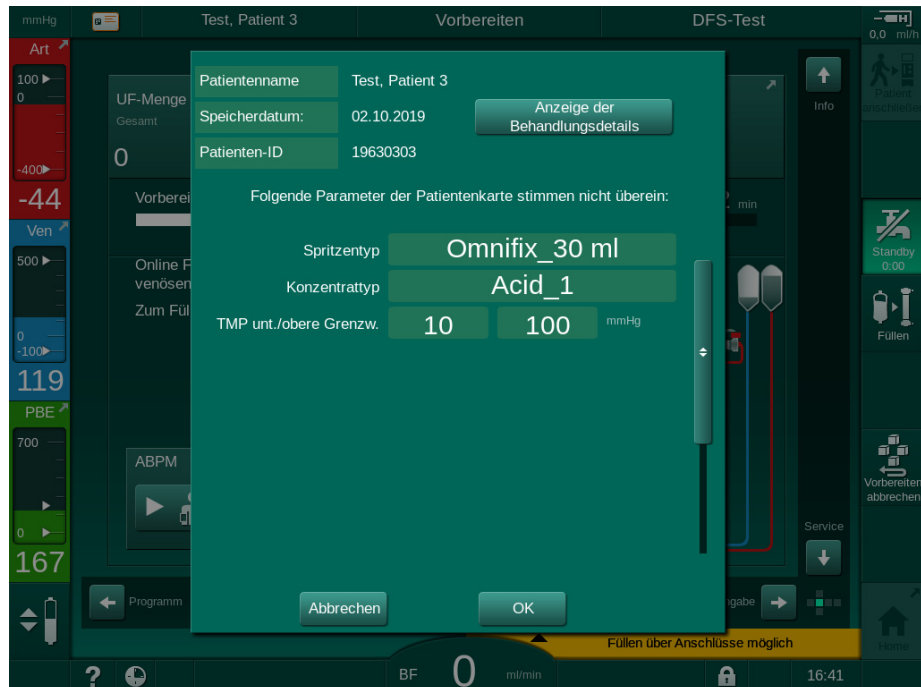 mmHg
Test, Patient 3
Vorbereiten
DFS-Test
0,0 ml/h
Art
100
0
-400
-44
Ven
500
0
-100
119
PBE
700
0
167
UF-Menge
Gesamt
0
Vorberei
min
Online F
venösen
Zum Fül
ABPM
Patientenname
Test, Patient 3
Speicherdatum:
02.10.2019
Anzeige der
Behandlungsdetails
Patienten-ID
19630303
Folgende Parameter der Patientenkarte stimmen nicht überein:
Spritzentyp
Omnifix_30 ml
Konzentrattyp
Acid_1
TMP unt./obere Grenzw.
10
100
mmHg
Abbrechen
OK
Info
Service
Programm
ngabe
Patient
anschließen
Standby
0:00
Füllen
Vorbereiten
abbrechen
Home
Füllen über Anschlüsse möglich
?
BF
0
ml/min
16:41